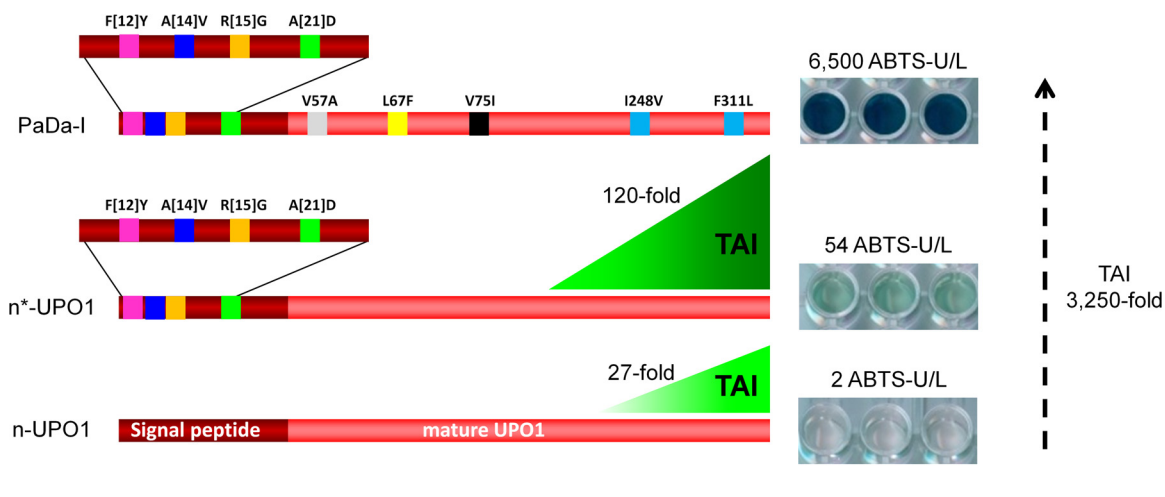 F[12]Y A[14]V R[15]G A[21]D
6,500 ABTS-U/L
V57A L67F V75I I248V F311L
PaDa-I
120-fold
F[12]Y A[14]V R[15]G A[21]D
TAI
54 ABTS-U/L
TAI
3,250-fold
n*-UPO1
27-fold
TAI
2 ABTS-U/L
n-UPO1
Signal peptide
mature UPO1